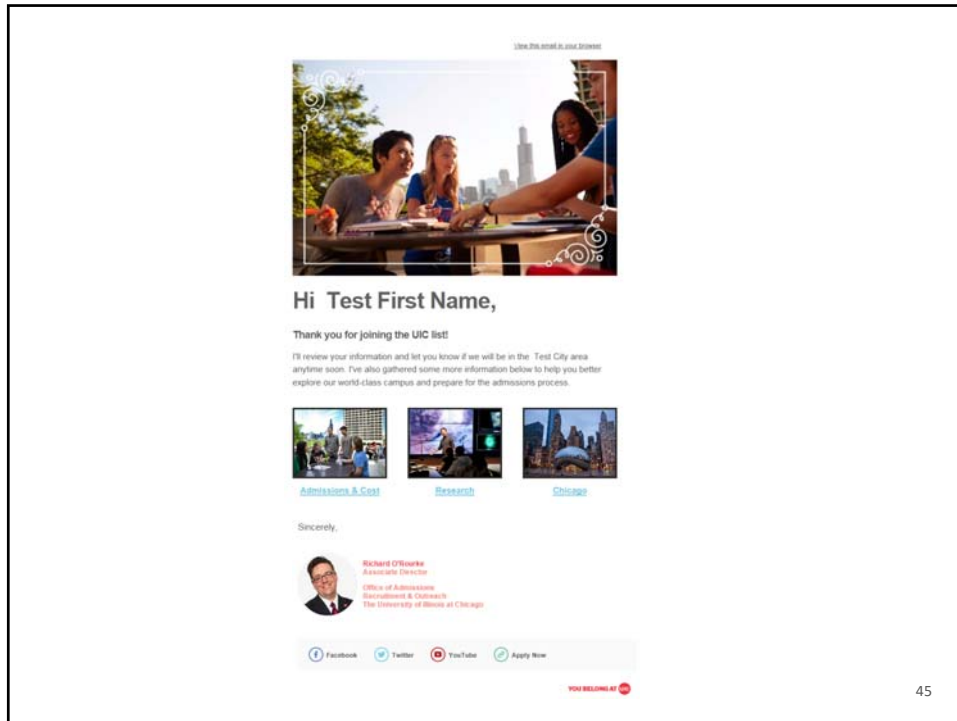 View this email in your browser
Hi Test First Name,
Thank you for joining the UIC list!
I'll review your information and let you know if we will be in the Test City area
anytime soon. I've also gathered some more information below to help you better
explore our world-class campus and prepare for the admissions process.
Admissions & Cost
Research
Chicago
Sincerely,
Richard O'Rourke
Associate Director
Office of Admissions
Recruitment & Outreach
The University of Illinois at Chicago
Facebook
Twitter
YouTube
Apply Now
YOU BELONG AT UIC
45